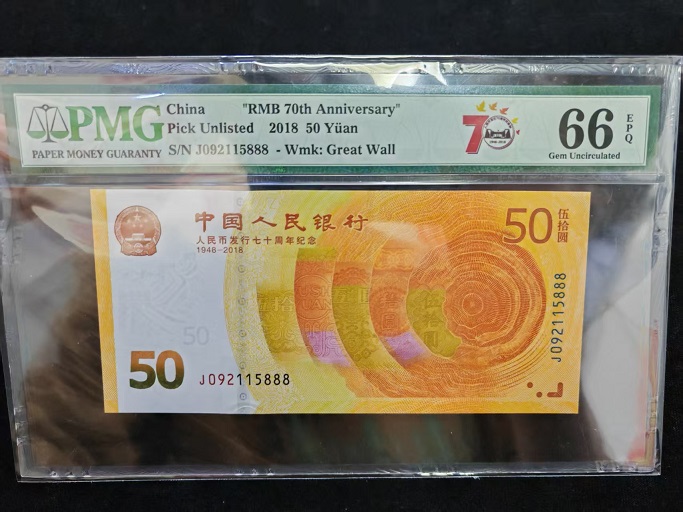 PMG
PAPER MONEY GUARANTY
China "RMB 70th Anniversary"
Pick Unlisted 2018 50 Yüan
S/N J092115888 - Wmk: Great Wall
70
66
EPQ
Gem Uncirculated
中国人民银行
人民币发行七十周年纪念
1948-2018
50
伍拾圆
50
50
J092115888
J092115888